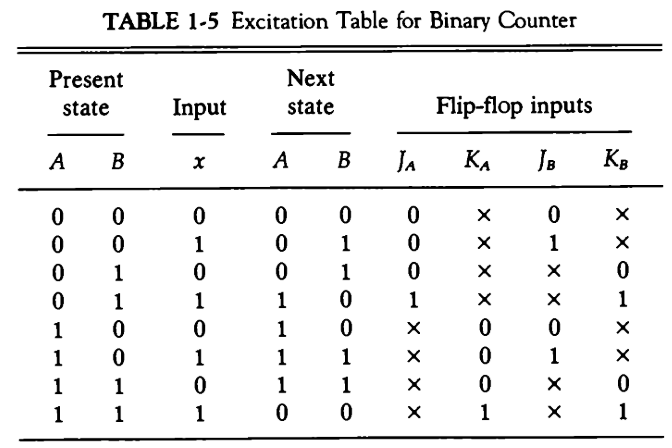 TABLE 1-5 Excitation Table for Binary Counter
Present state Input Next state Flip-flop inputs
A B x A B J_A K_A J_B K_B
0 0 0 0 0 0 × 0 ×
0 0 1 0 1 0 × 1 ×
0 1 0 0 1 0 × × 0
0 1 1 1 0 1 × × 1
1 0 0 1 0 × 0 0 ×
1 0 1 1 1 × 0 1 ×
1 1 0 1 1 × 0 × 0
1 1 1 0 0 × 1 × 1